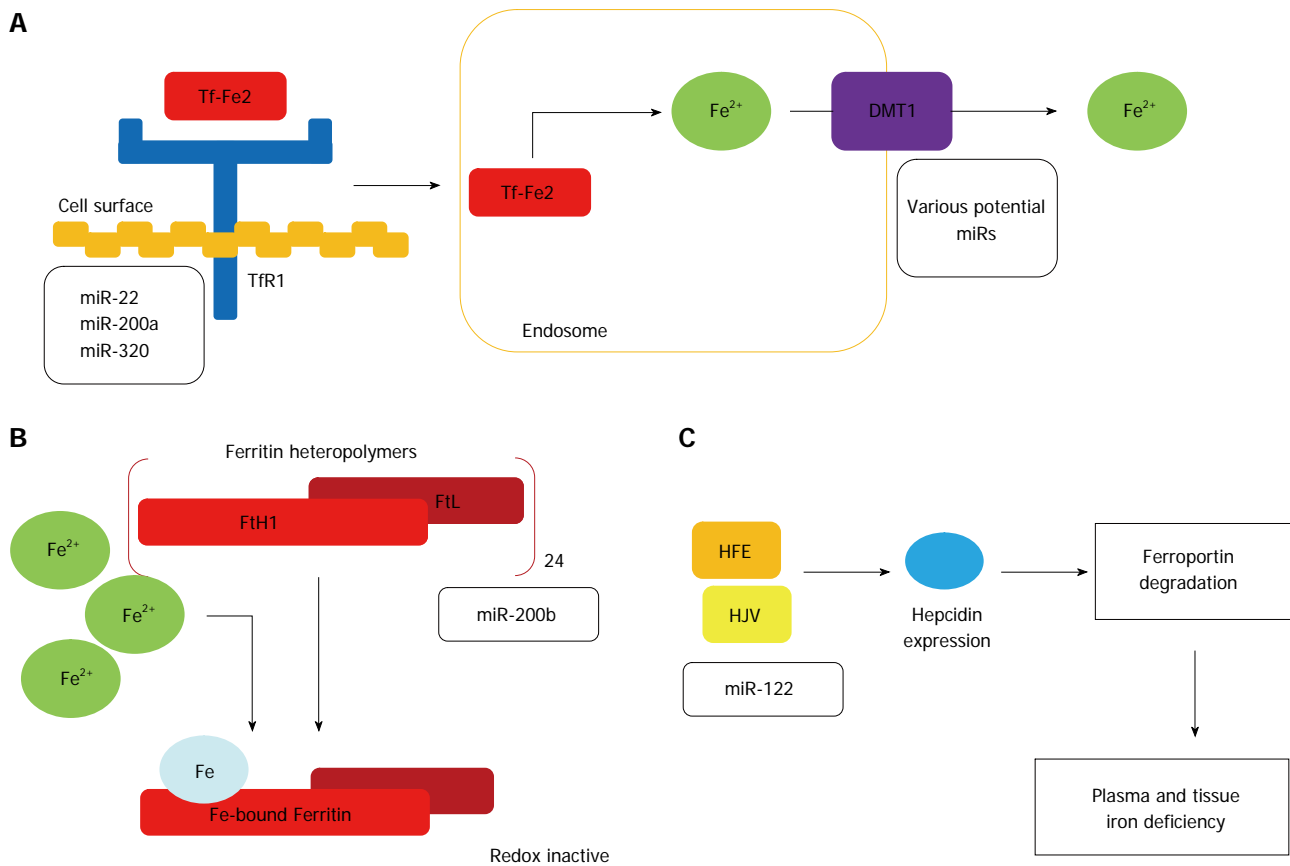 A
Tf-Fe2
Cell surface
TfR1
miR-22
miR-200a
miR-320
Tf-Fe2
Fe²⁺
DMT1
Fe²⁺
Various potential
miRs
Endosome
B
Ferritin heteropolymers
FtH1
FtL
24
Fe²⁺
Fe²⁺
Fe²⁺
miR-200b
Fe
Fe-bound Ferritin
Redox inactive
C
HFE
HJV
miR-122
Hepcidin
expression
Ferroportin
degradation
Plasma and tissue
iron deficiency